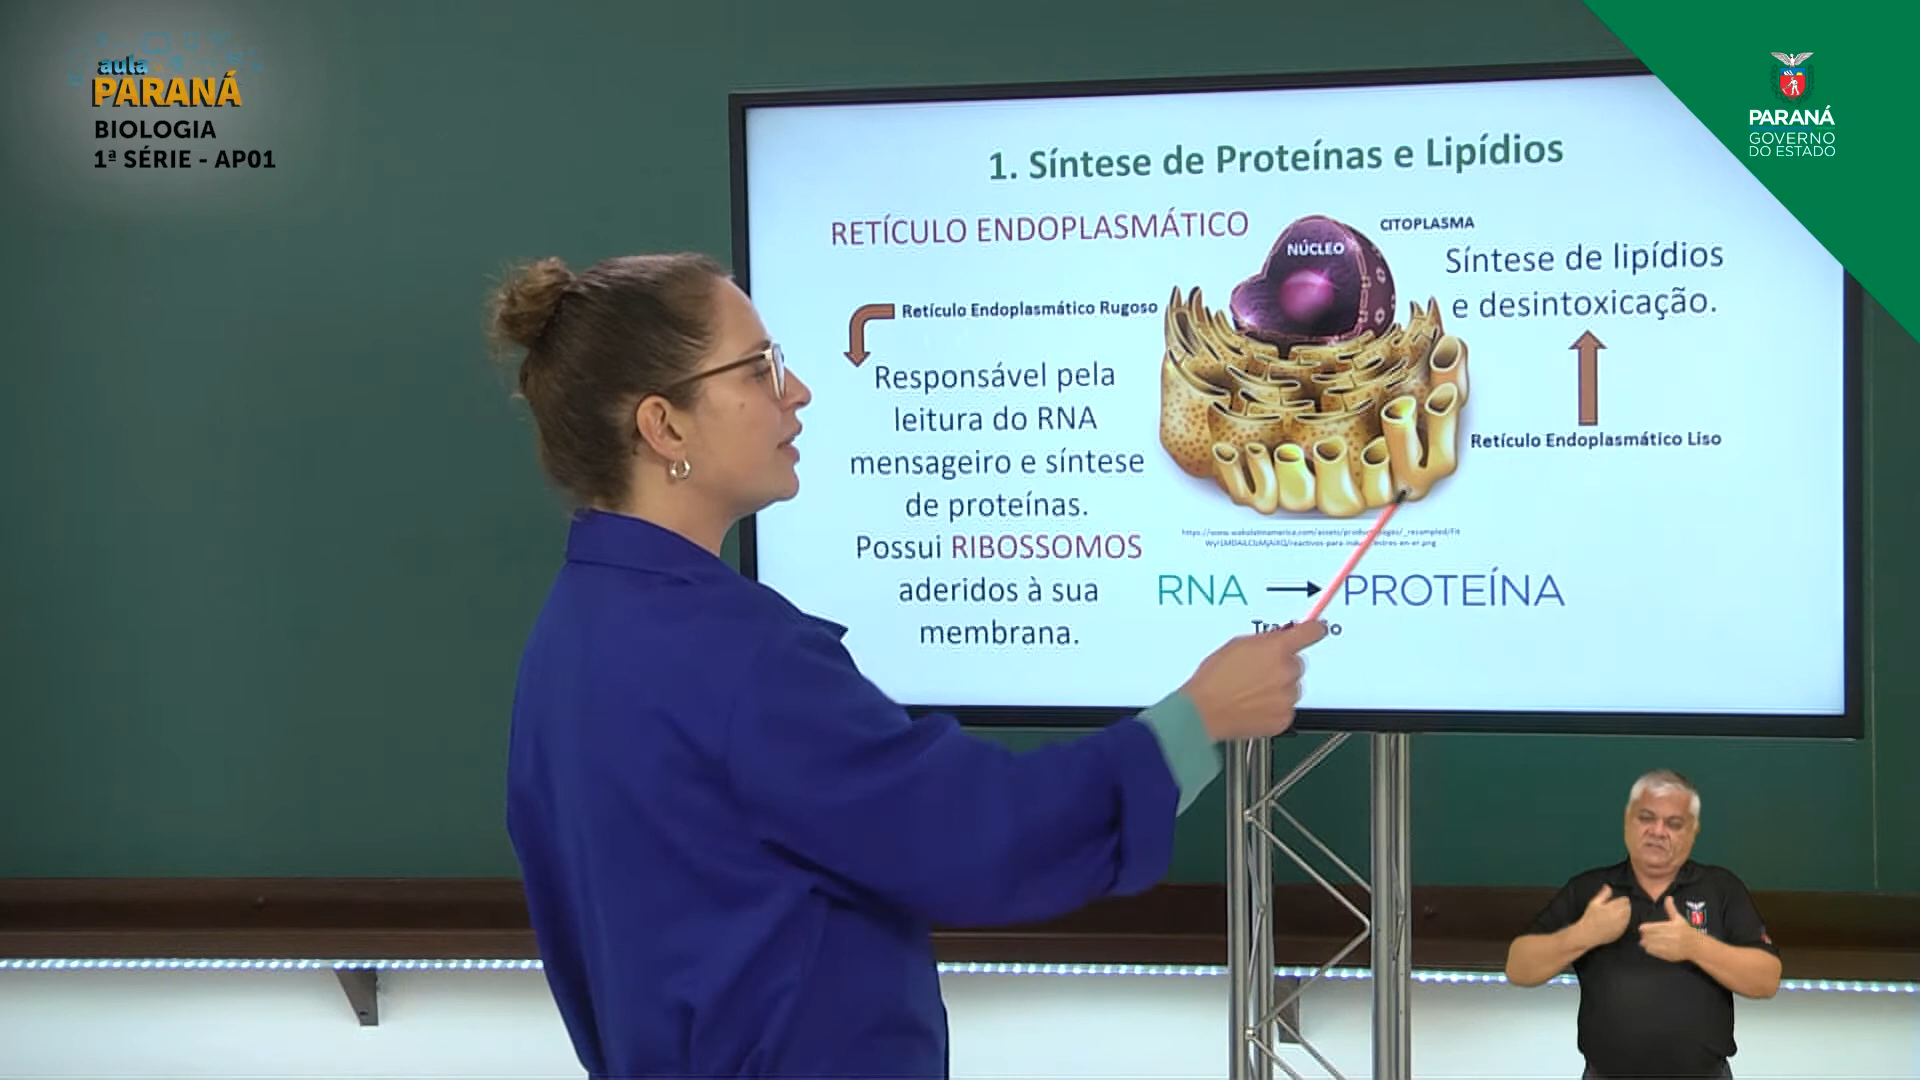 aula
PARANÁ
BIOLOGIA
1ª SÉRIE - AP01
PARANÁ
GOVERNO
DO ESTADO
1. Síntese de Proteínas e Lipídios
RETÍCULO ENDOPLASMÁTICO
NÚCLEO
CITOPLASMA
Síntese de lipídios
e desintoxicação.
Retículo Endoplasmático Rugoso
Responsável pela
leitura do RNA
mensageiro e síntese
de proteínas.
Possui RIBOSSOMOS
aderidos à sua
membrana.
Retículo Endoplasmático Liso
RNA → PROTEÍNA